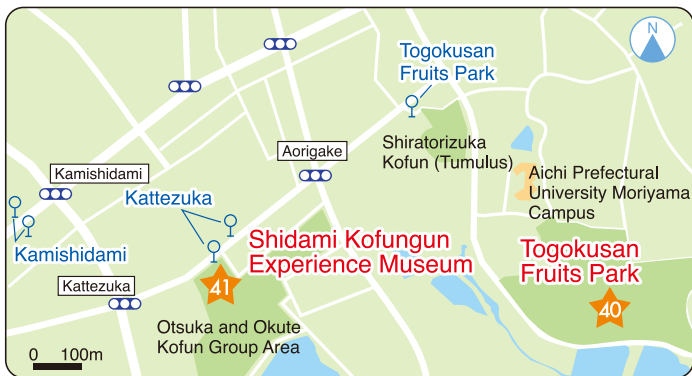 N
Togokusan
Fruits Park
Shiratorizuka
Kofun (Tumulus)
Aorigake
Kamishidami
Aichi Prefectural
University Moriyama
Campus
Kattezuka
Kamishidami
Shidami Kofungun
Experience Museum
Togokusan
Fruits Park
41
40
Kattezuka
Otsuka and Okute
Kofun Group Area
0 100m